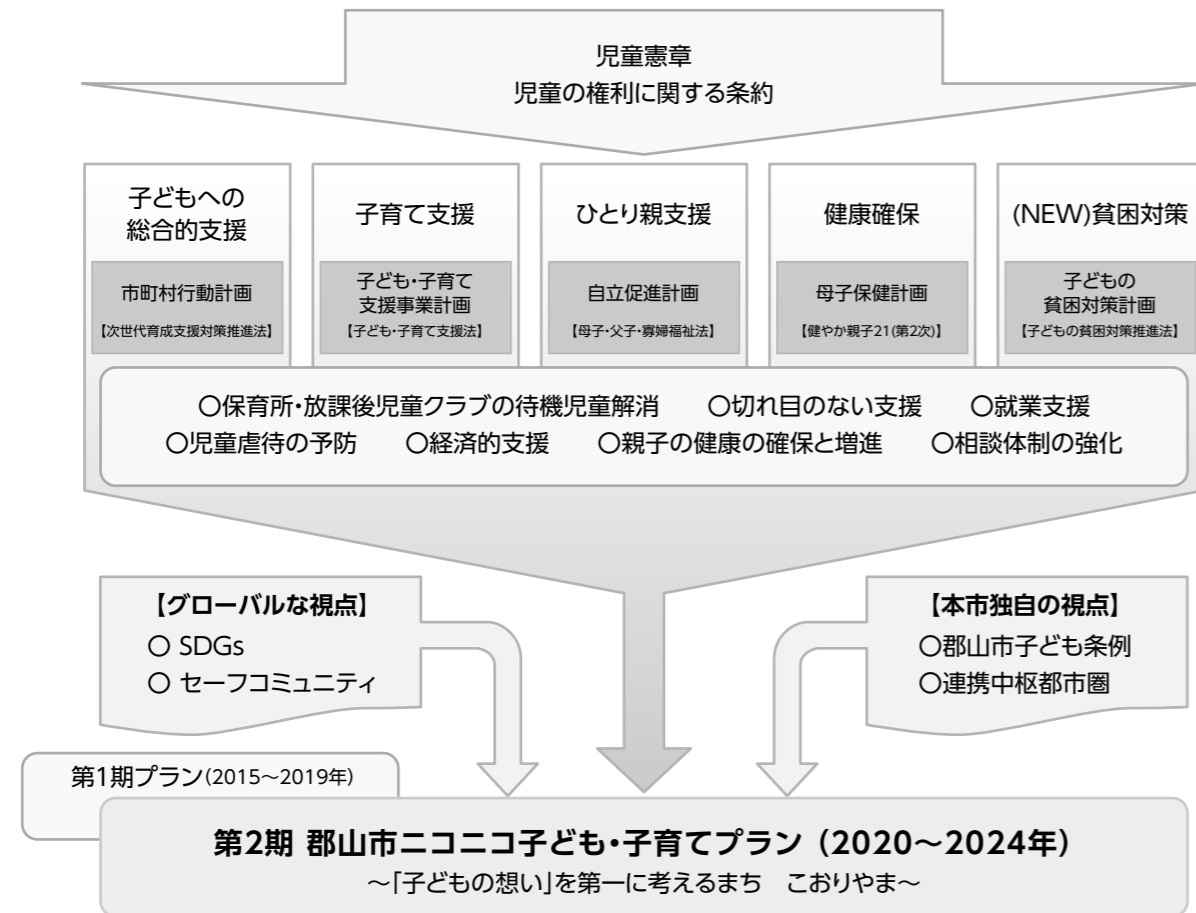 児童憲章
児童の権利に関する条約
子どもへの
総合的支援
市町村行動計画
【次世代育成支援対策推進法】
子育て支援
子ども・子育て
支援事業計画
【子ども・子育て支援法】
ひとり親支援
自立促進計画
【母子・父子・寡婦福祉法】
健康確保
母子保健計画
【健やか親子21(第2次)】
(NEW)貧困対策
子どもの
貧困対策計画
【子どもの貧困対策推進法】
○保育所・放課後児童クラブの待機児童解消 ○切れ目のない支援 ○就業支援
○児童虐待の予防 ○経済的支援 ○親子の健康の確保と増進 ○相談体制の強化
【グローバルな視点】
○ SDGs
○ セーフコミュニティ
【本市独自の視点】
○郡山市子ども条例
○連携中枢都市圏
第1期プラン(2015～2019年)
第2期 郡山市ニコニコ子ども・子育てプラン（2020～2024年）
～「子どもの想い」を第一に考えるまち　こおりやま～